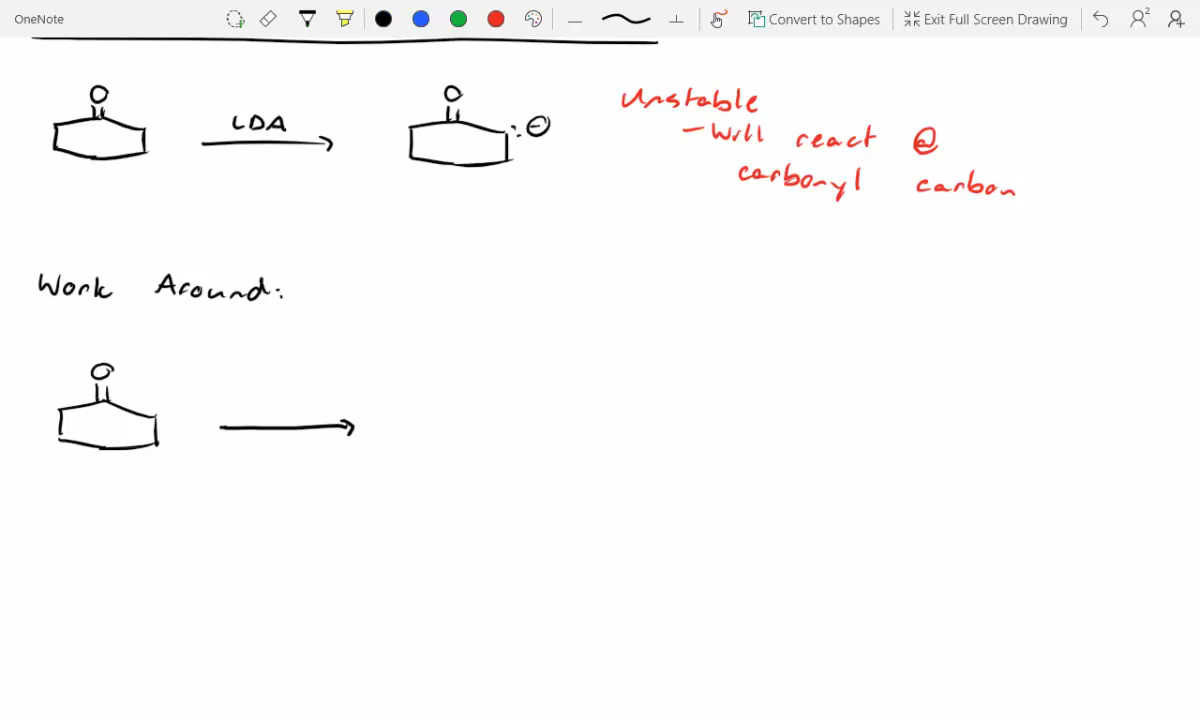 OneNote
Convert to Shapes
Exit Full Screen Drawing
O
LDA
O
:⊖
Unstable
- Will react @
carbonyl carbon
Work Around:
O